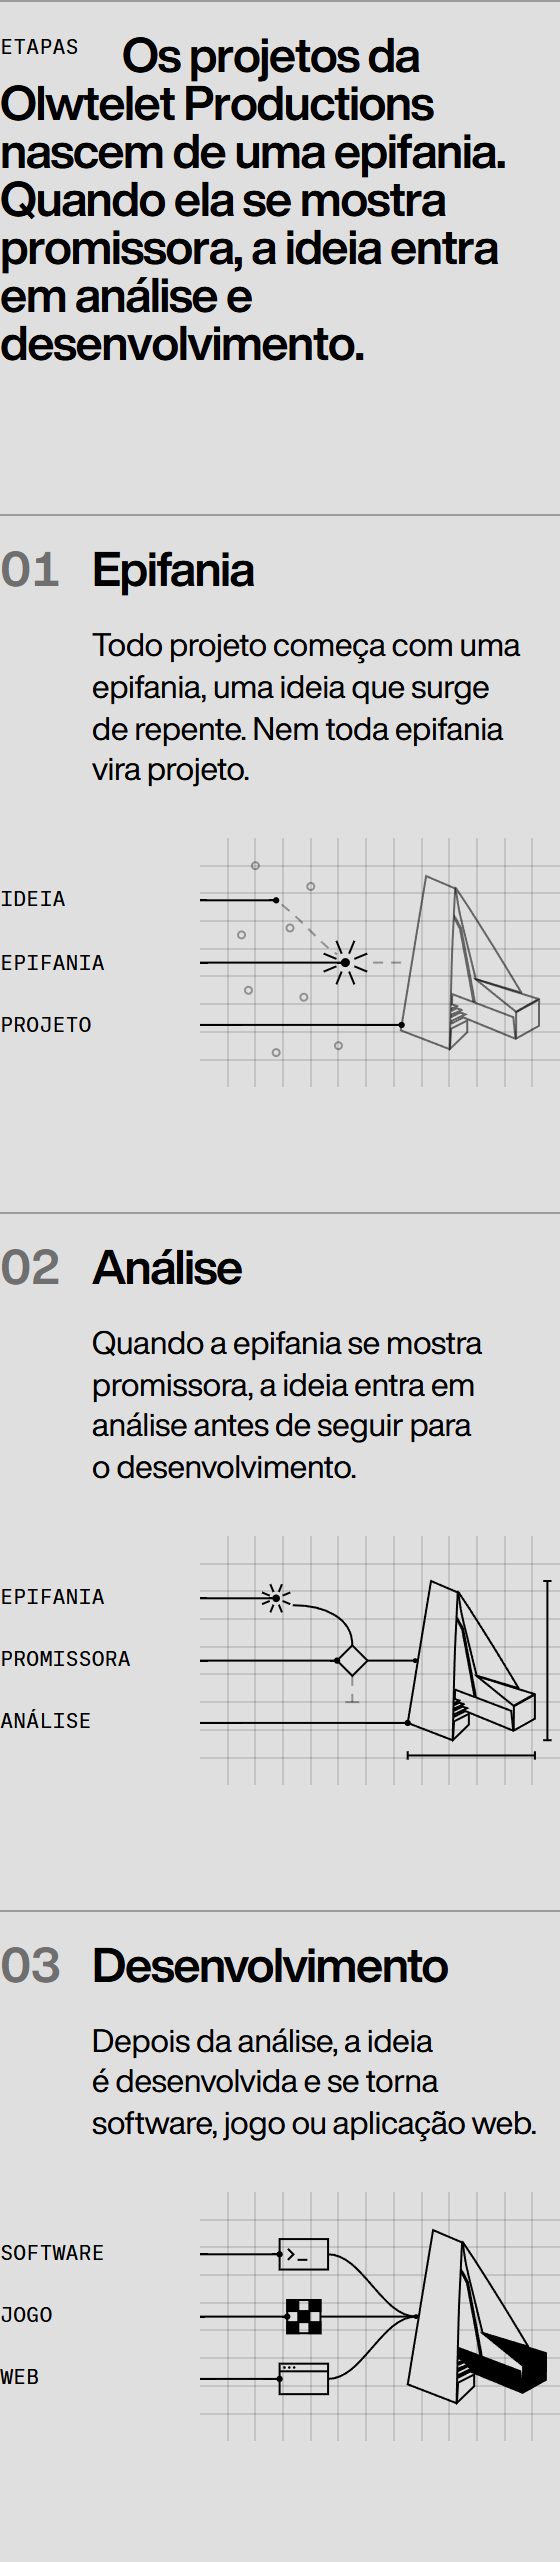 ETAPAS Os projetos da
Olwtelet Productions
nascem de uma epifania.
Quando ela se mostra
promissora, a ideia entra
em análise e
desenvolvimento.
01 Epifania
Todo projeto começa com uma
epifania, uma ideia que surge
de repente. Nem toda epifania
vira projeto.
IDEIA
EPIFANIA
PROJETO
02 Análise
Quando a epifania se mostra
promissora, a ideia entra em
análise antes de seguir para
o desenvolvimento.
EPIFANIA
PROMISSORA
ANÁLISE
03 Desenvolvimento
Depois da análise, a ideia
é desenvolvida e se torna
software, jogo ou aplicação web.
SOFTWARE
JOGO
WEB